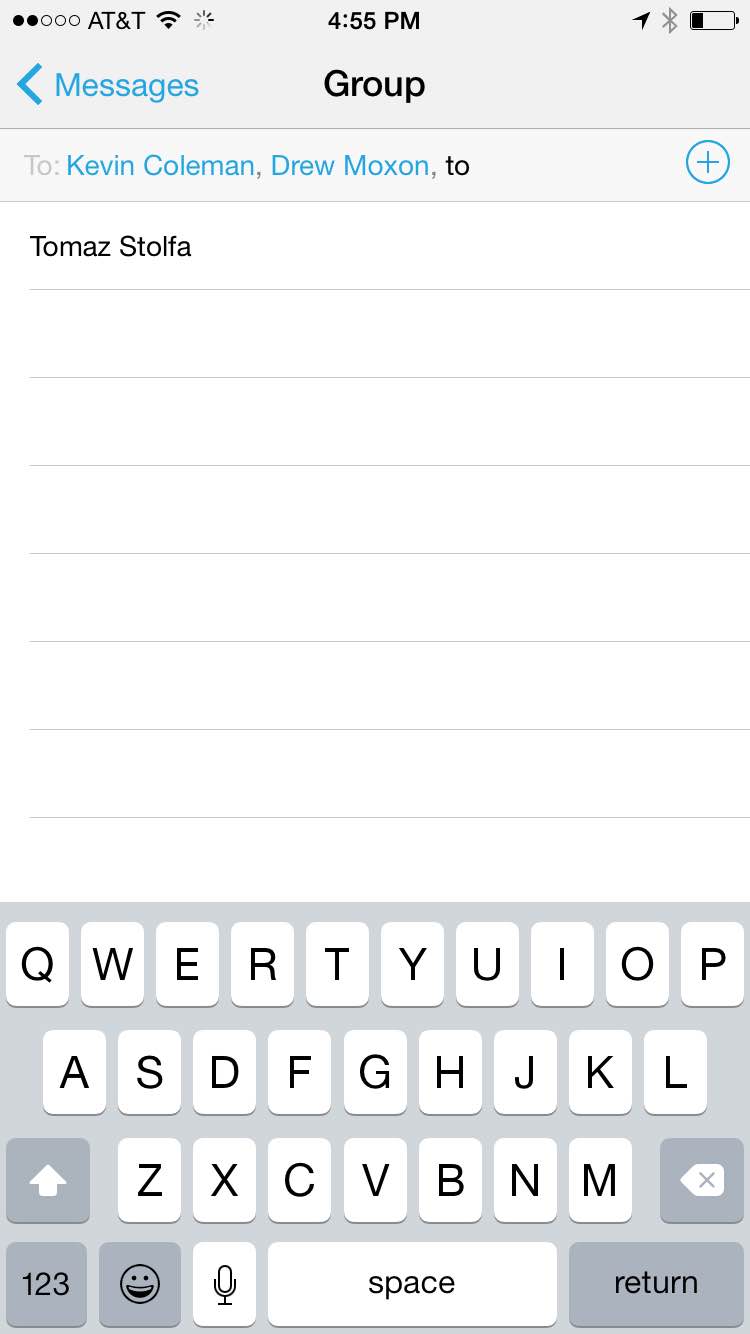 AT&T 4:55 PM
Messages Group
To: Kevin Coleman, Drew Moxon, to
Tomaz Stolfa
Q W E R T Y U I O P
A S D F G H J K L
Z X C V B N M
123 space return